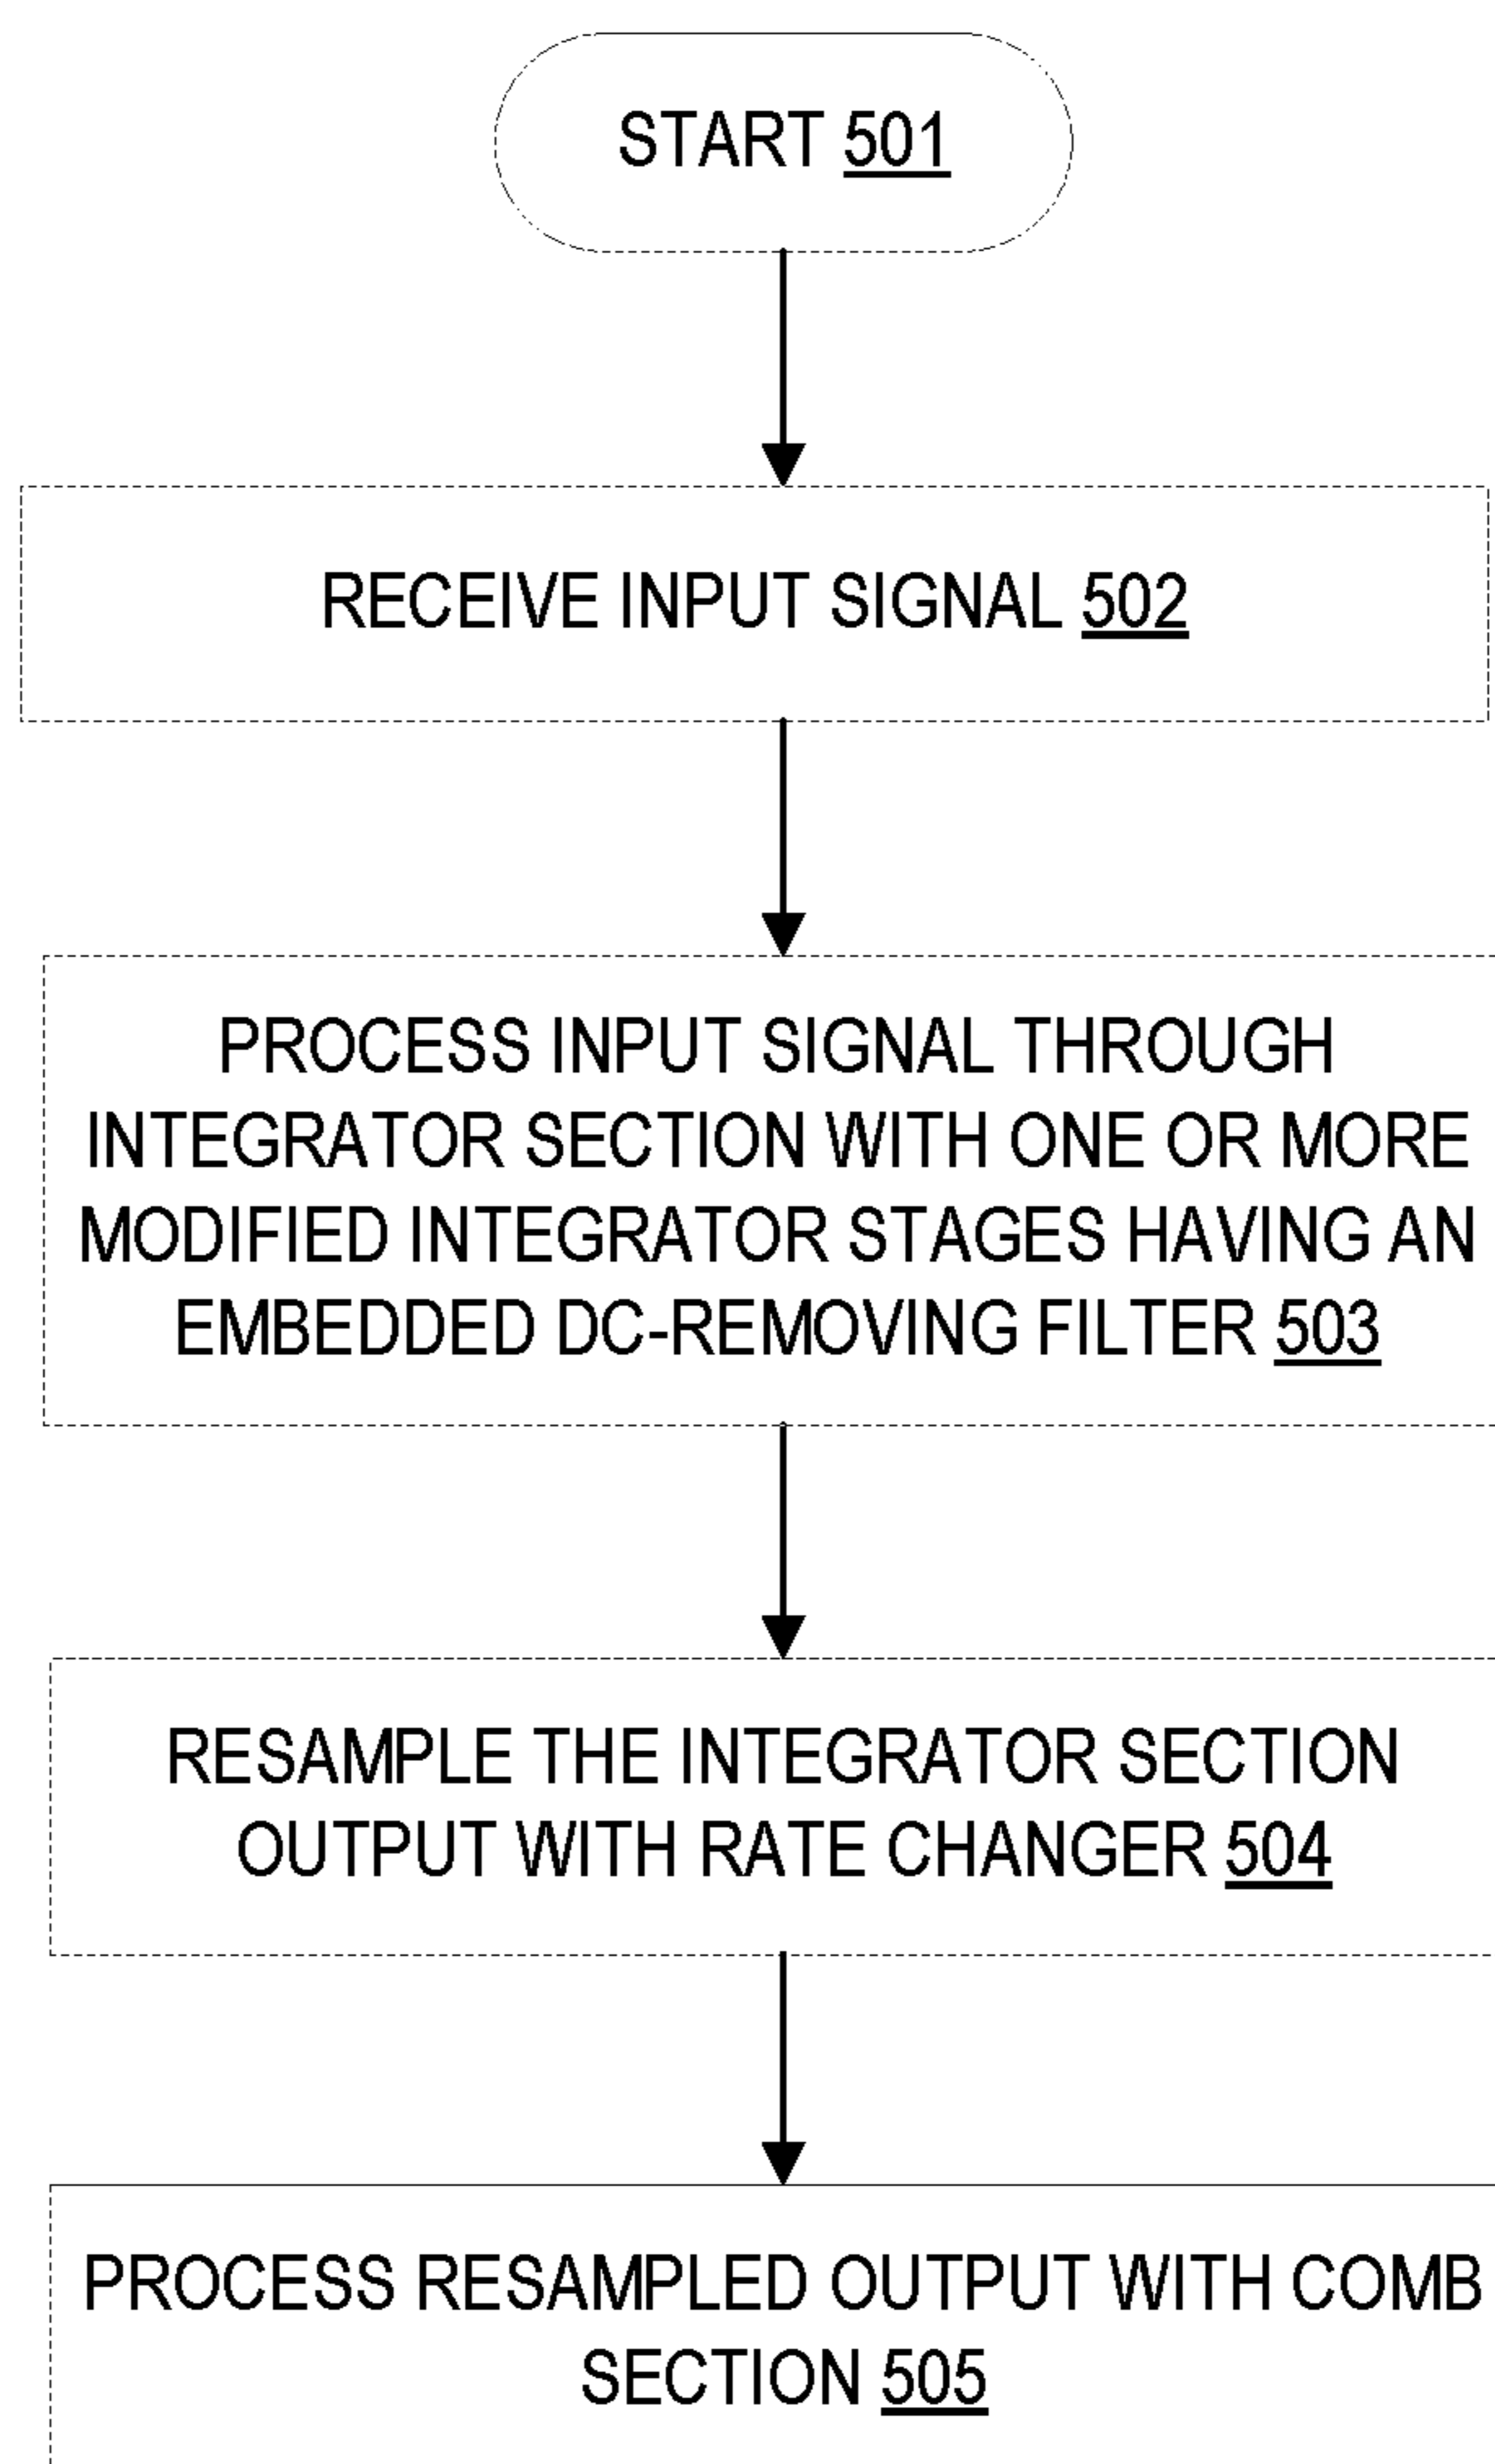 START 501
RECEIVE INPUT SIGNAL 502
PROCESS INPUT SIGNAL THROUGH
INTEGRATOR SECTION WITH ONE OR MORE
MODIFIED INTEGRATOR STAGES HAVING AN
EMBEDDED DC-REMOVING FILTER 503
RESAMPLE THE INTEGRATOR SECTION
OUTPUT WITH RATE CHANGER 504
PROCESS RESAMPLED OUTPUT WITH COMB
SECTION 505